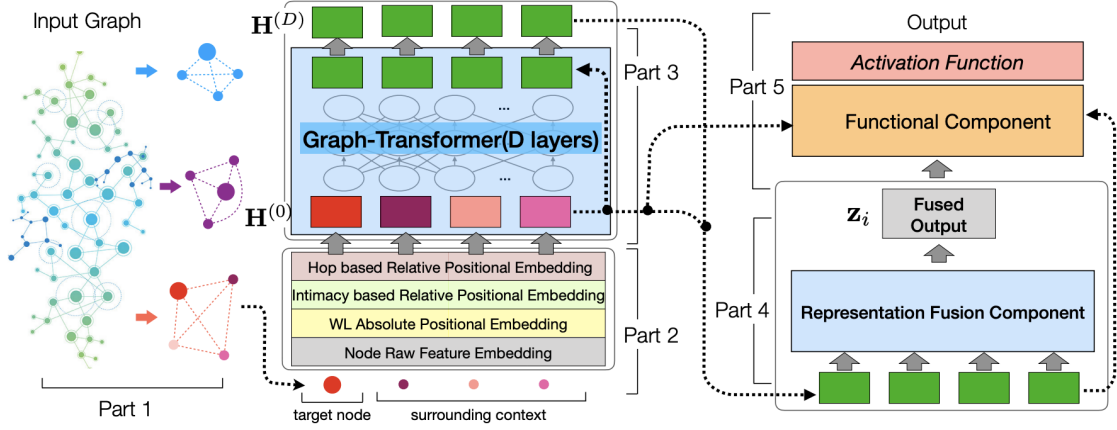 Input Graph
Part 1
H^(D)
H^(0)
...
Graph-Transformer(D layers)
...
Part 3
Hop based Relative Positional Embedding
Intimacy based Relative Positional Embedding
WL Absolute Positional Embedding
Node Raw Feature Embedding
Part 2
target node
surrounding context
Output
Activation Function
Functional Component
Part 5
z_i
Fused
Output
Part 4
Representation Fusion Component